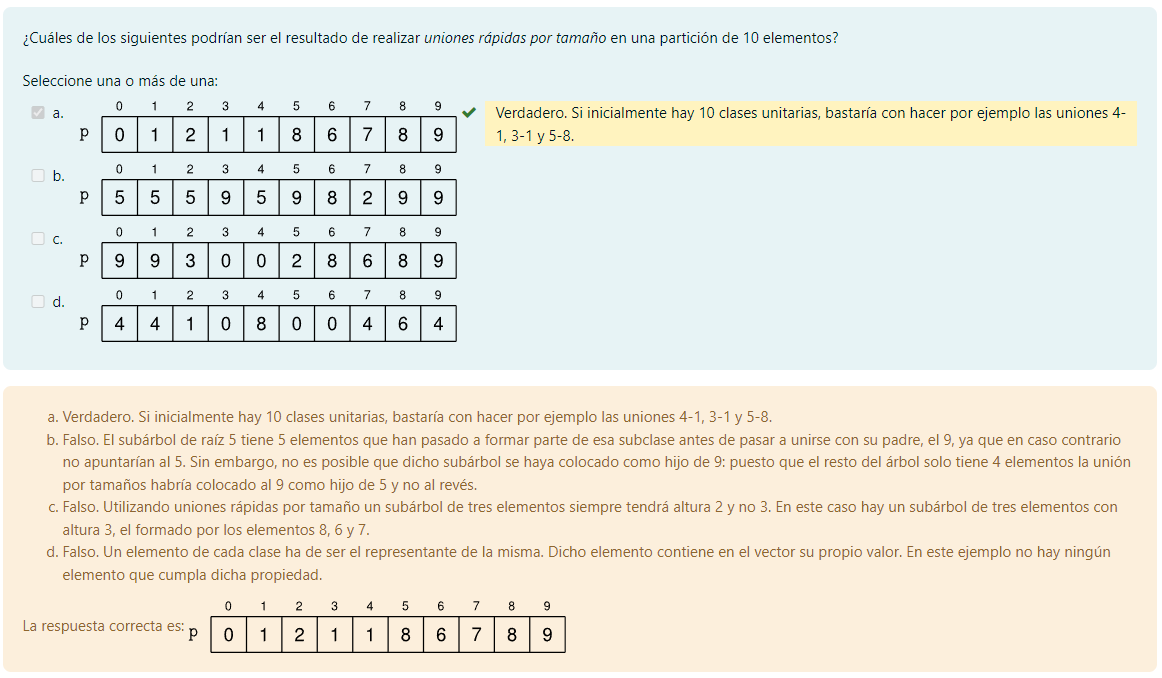 ¿Cuáles de los siguientes podrían ser el resultado de realizar uniones rápidas por tamaño en una partición de 10 elementos?
Seleccione una o más de una:
a.
0 1 2 3 4 5 6 7 8 9
p 0 1 2 1 1 8 6 7 8 9
Verdadero. Si inicialmente hay 10 clases unitarias, bastaría con hacer por ejemplo las uniones 4-
1, 3-1 y 5-8.
b.
0 1 2 3 4 5 6 7 8 9
p 5 5 5 9 5 9 8 2 9 9
c.
0 1 2 3 4 5 6 7 8 9
p 9 9 3 0 0 2 8 6 8 9
d.
0 1 2 3 4 5 6 7 8 9
p 4 4 1 0 8 0 0 4 6 4
a. Verdadero. Si inicialmente hay 10 clases unitarias, bastaría con hacer por ejemplo las uniones 4-1, 3-1 y 5-8.
b. Falso. El subárbol de raíz 5 tiene 5 elementos que han pasado a formar parte de esa subclase antes de pasar a unirse con su padre, el 9, ya que en caso contrario
no apuntarían al 5. Sin embargo, no es posible que dicho subárbol se haya colocado como hijo de 9: puesto que el resto del árbol solo tiene 4 elementos la unión
por tamaños habría colocado al 9 como hijo de 5 y no al revés.
c. Falso. Utilizando uniones rápidas por tamaño un subárbol de tres elementos siempre tendrá altura 2 y no 3. En este caso hay un subárbol de tres elementos con
altura 3, el formado por los elementos 8, 6 y 7.
d. Falso. Un elemento de cada clase ha de ser el representante de la misma. Dicho elemento contiene en el vector su propio valor. En este ejemplo no hay ningún
elemento que cumpla dicha propiedad.
0 1 2 3 4 5 6 7 8 9
La respuesta correcta es: p 0 1 2 1 1 8 6 7 8 9